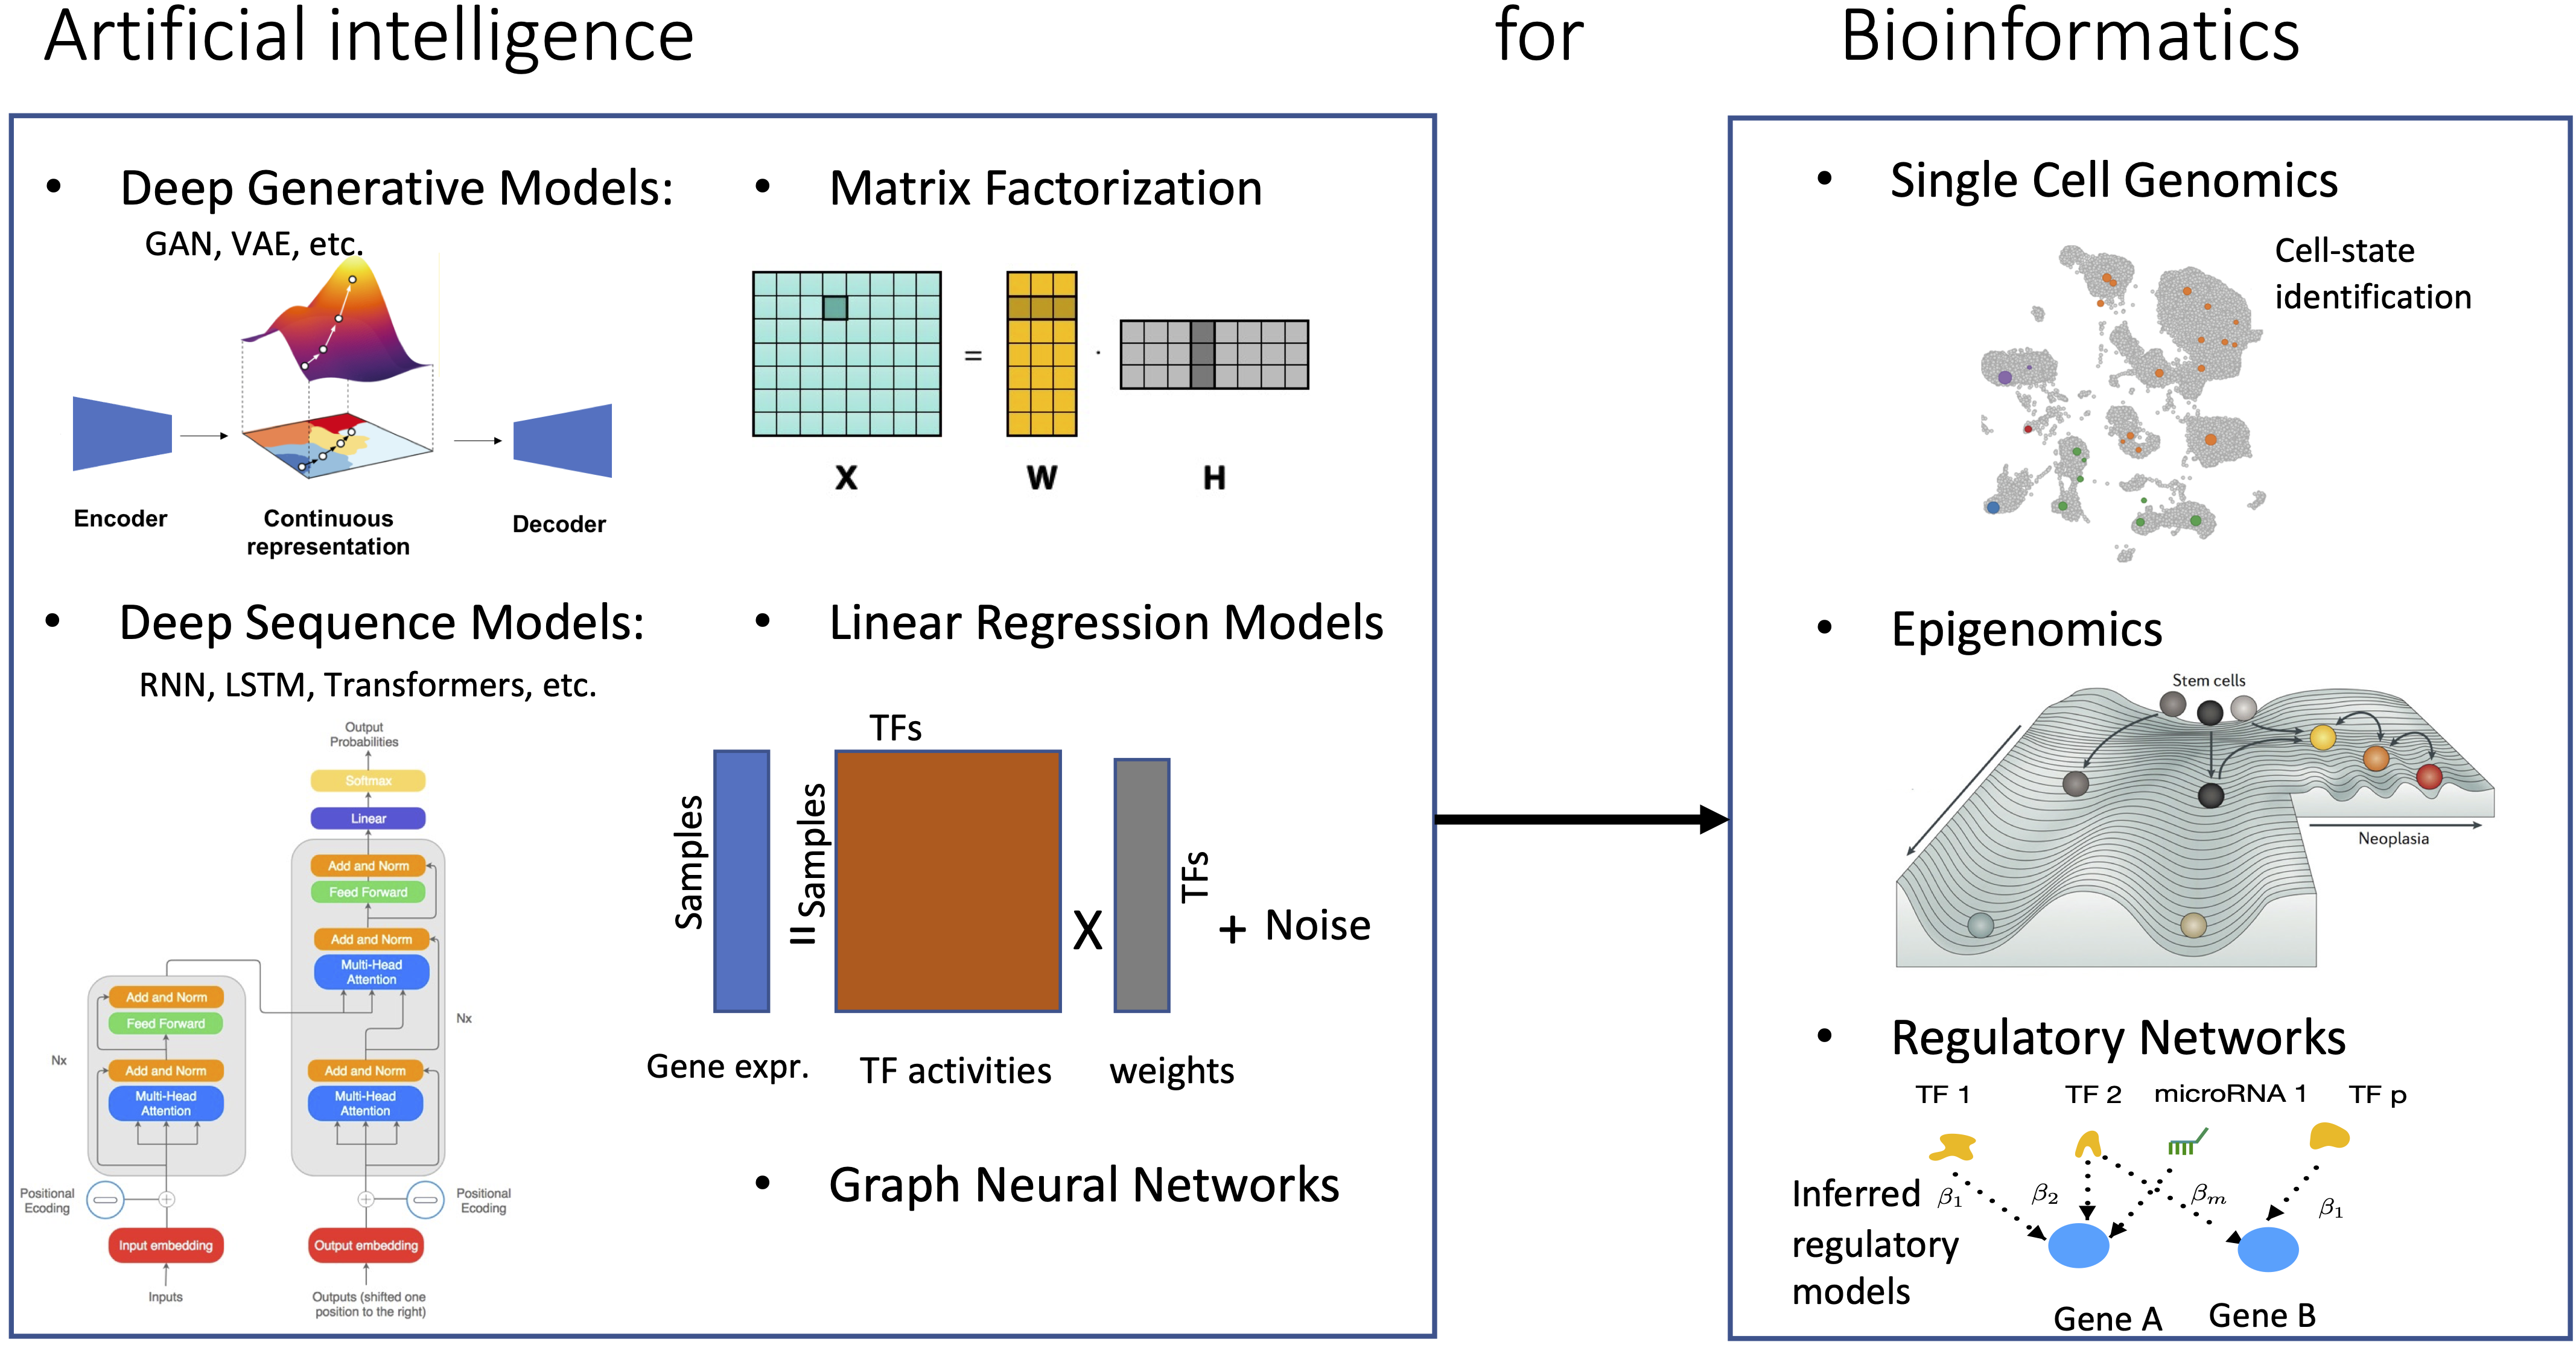 Artificial intelligence for Bioinformatics
• Deep Generative Models:
GAN, VAE, etc.
Encoder
Continuous
representation
Decoder
• Matrix Factorization
=
·
X
W
H
• Deep Sequence Models:
RNN, LSTM, Transformers, etc.
Output
Probabilities
Softmax
Linear
Add and Norm
Feed Forward
Add and Norm
Multi-Head
Attention
Nx
Add and Norm
Multi-Head
Attention
Add and Norm
Feed Forward
Nx
Add and Norm
Multi-Head
Attention
Positional
Ecoding
Positional
Ecoding
Input embedding
Output embedding
Inputs
Outputs (shifted one
position to the right)
• Linear Regression Models
TFs
Samples
=
Samples
X
TFs
+ Noise
Gene expr.
TF activities
weights
• Graph Neural Networks
• Single Cell Genomics
Cell-state
identification
• Epigenomics
Stem cells
Neoplasia
• Regulatory Networks
TF 1
TF 2
microRNA 1
TF p
Inferred
regulatory
models
β1
β2
βm
β1
Gene A
Gene B